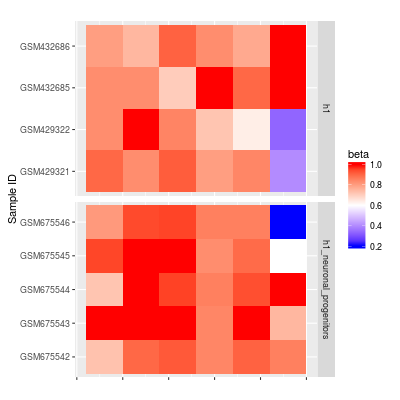 Sample ID
GSM432686
GSM432685
GSM429322
GSM429321
h1
GSM675546
GSM675545
GSM675544
GSM675543
GSM675542
h1_neuronal_progenitors
beta
1.0
0.8
0.6
0.4
0.2